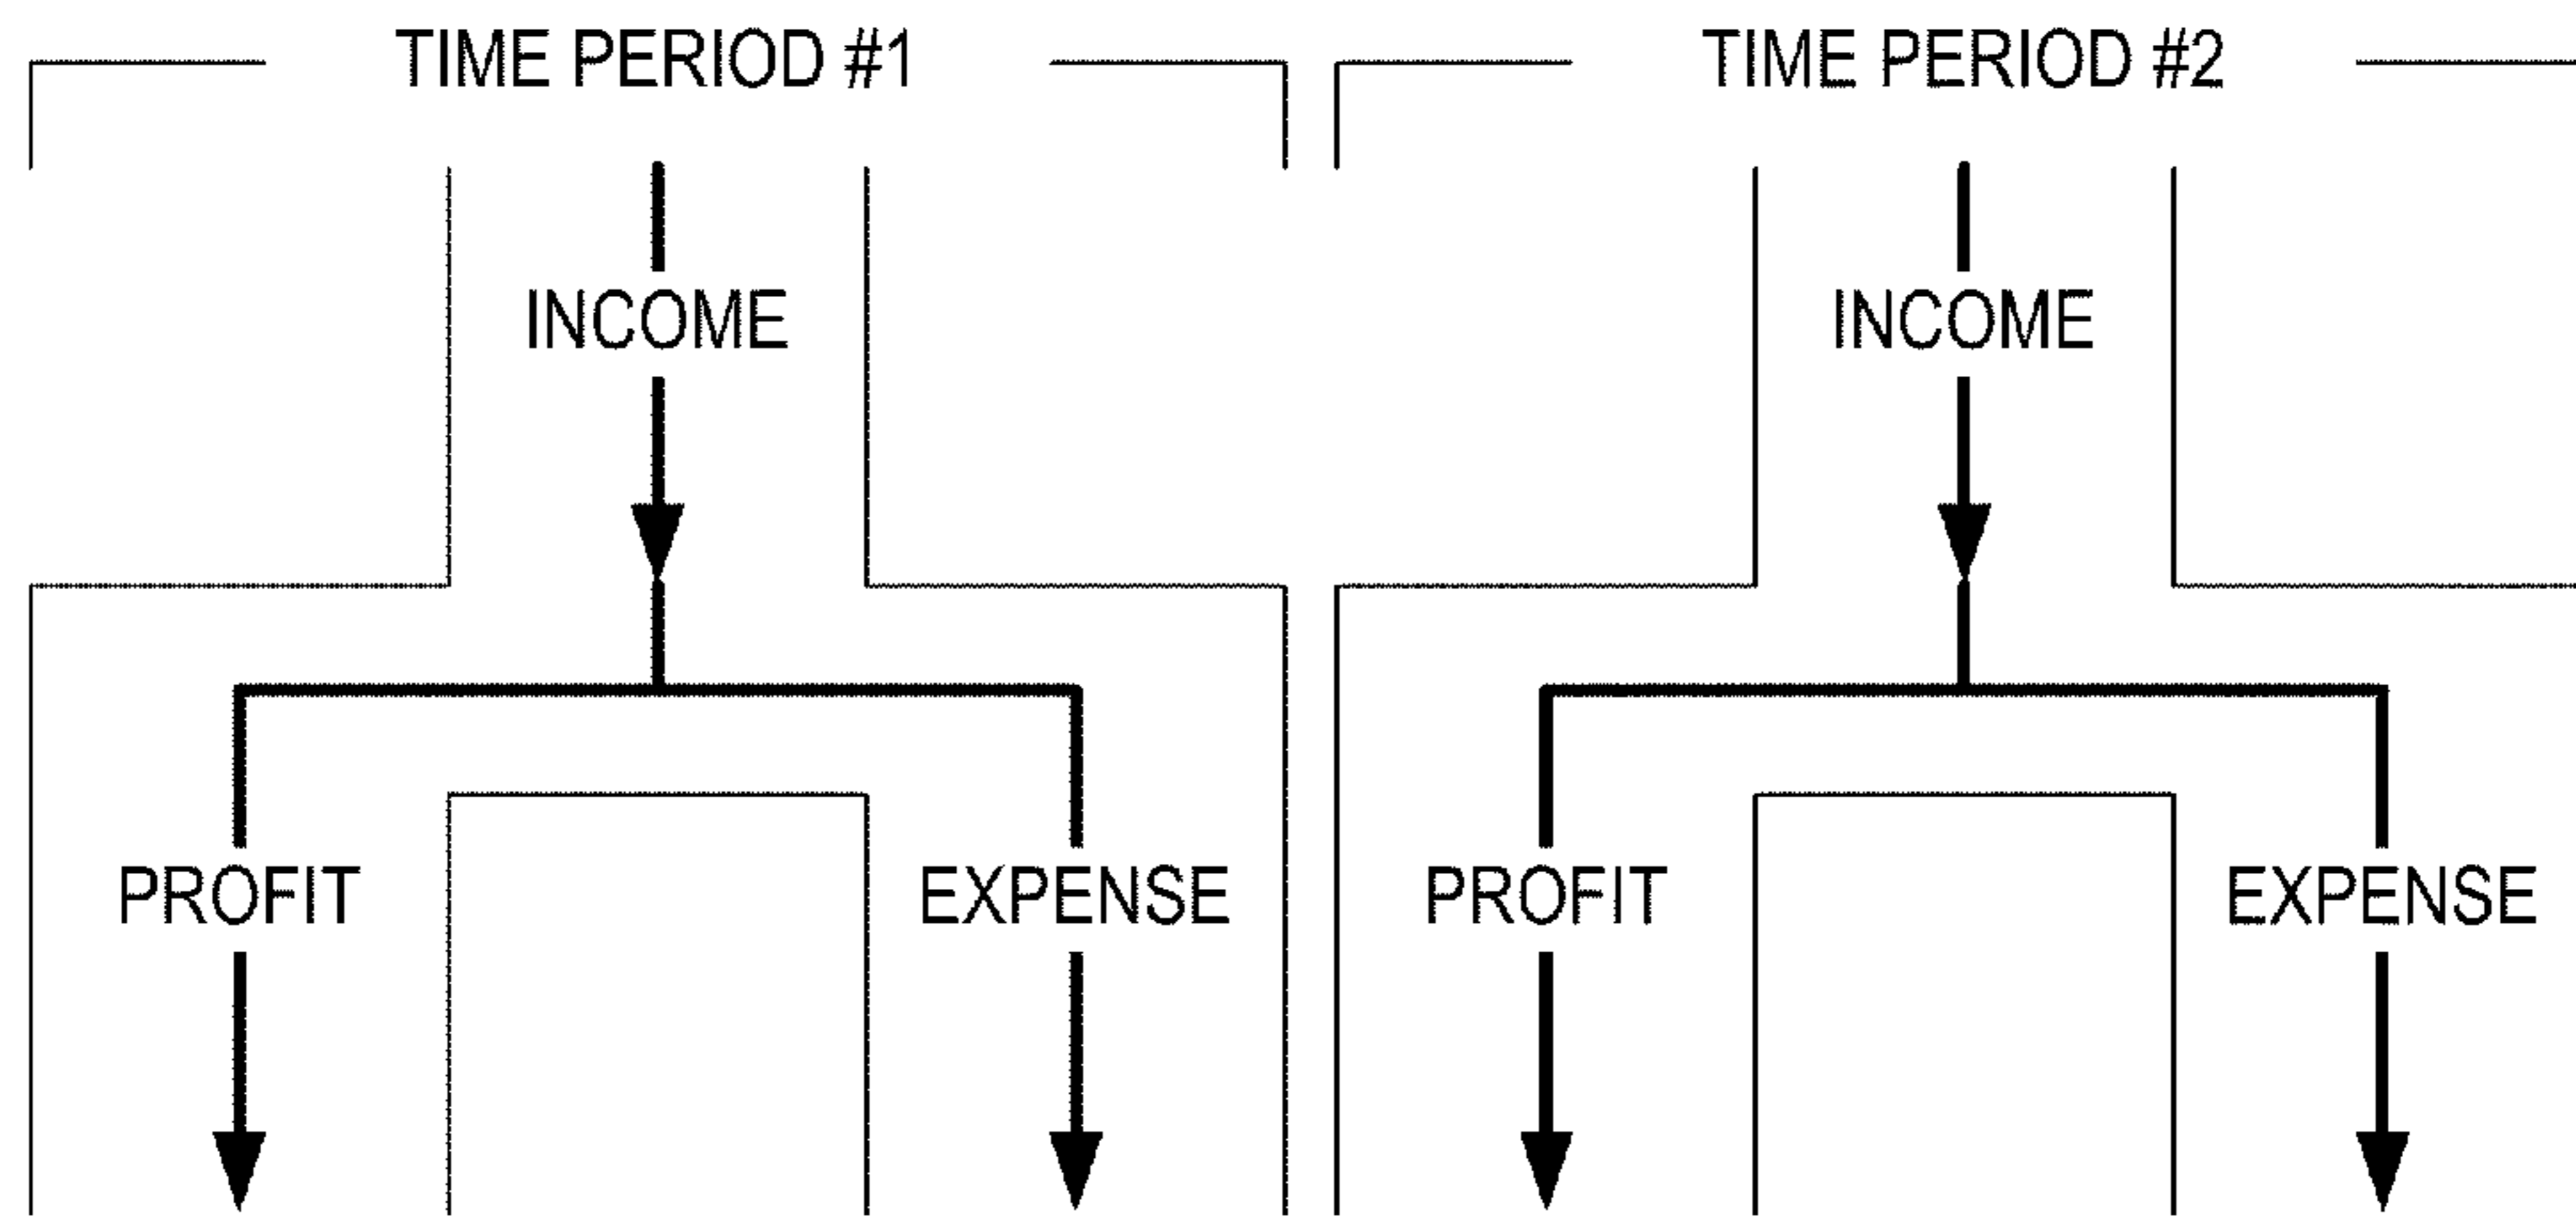 TIME PERIOD #1
TIME PERIOD #2
INCOME
INCOME
PROFIT
EXPENSE
PROFIT
EXPENSE